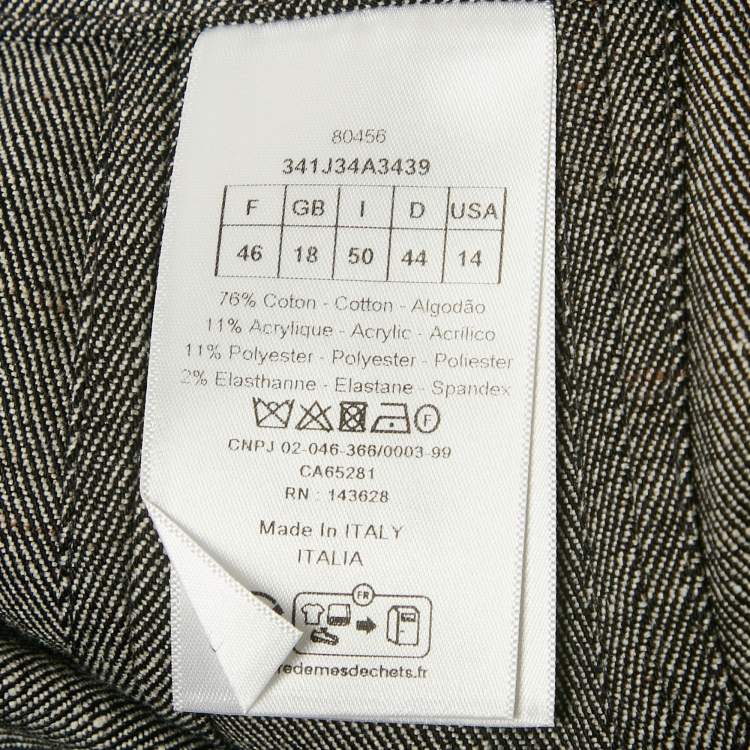 80456
341J34A3439
F GB I D USA
46 18 50 44 14
76% Coton - Cotton - Algodão
11% Acrylique - Acrylic - Acrílico
11% Polyester - Polyester - Poliester
2% Elasthanne - Elastane - Spandex
F
CNPJ 02-046-366/0003-99
CA65281
RN : 143628
Made In ITALY
ITALIA
FR
redemesdechets.fr